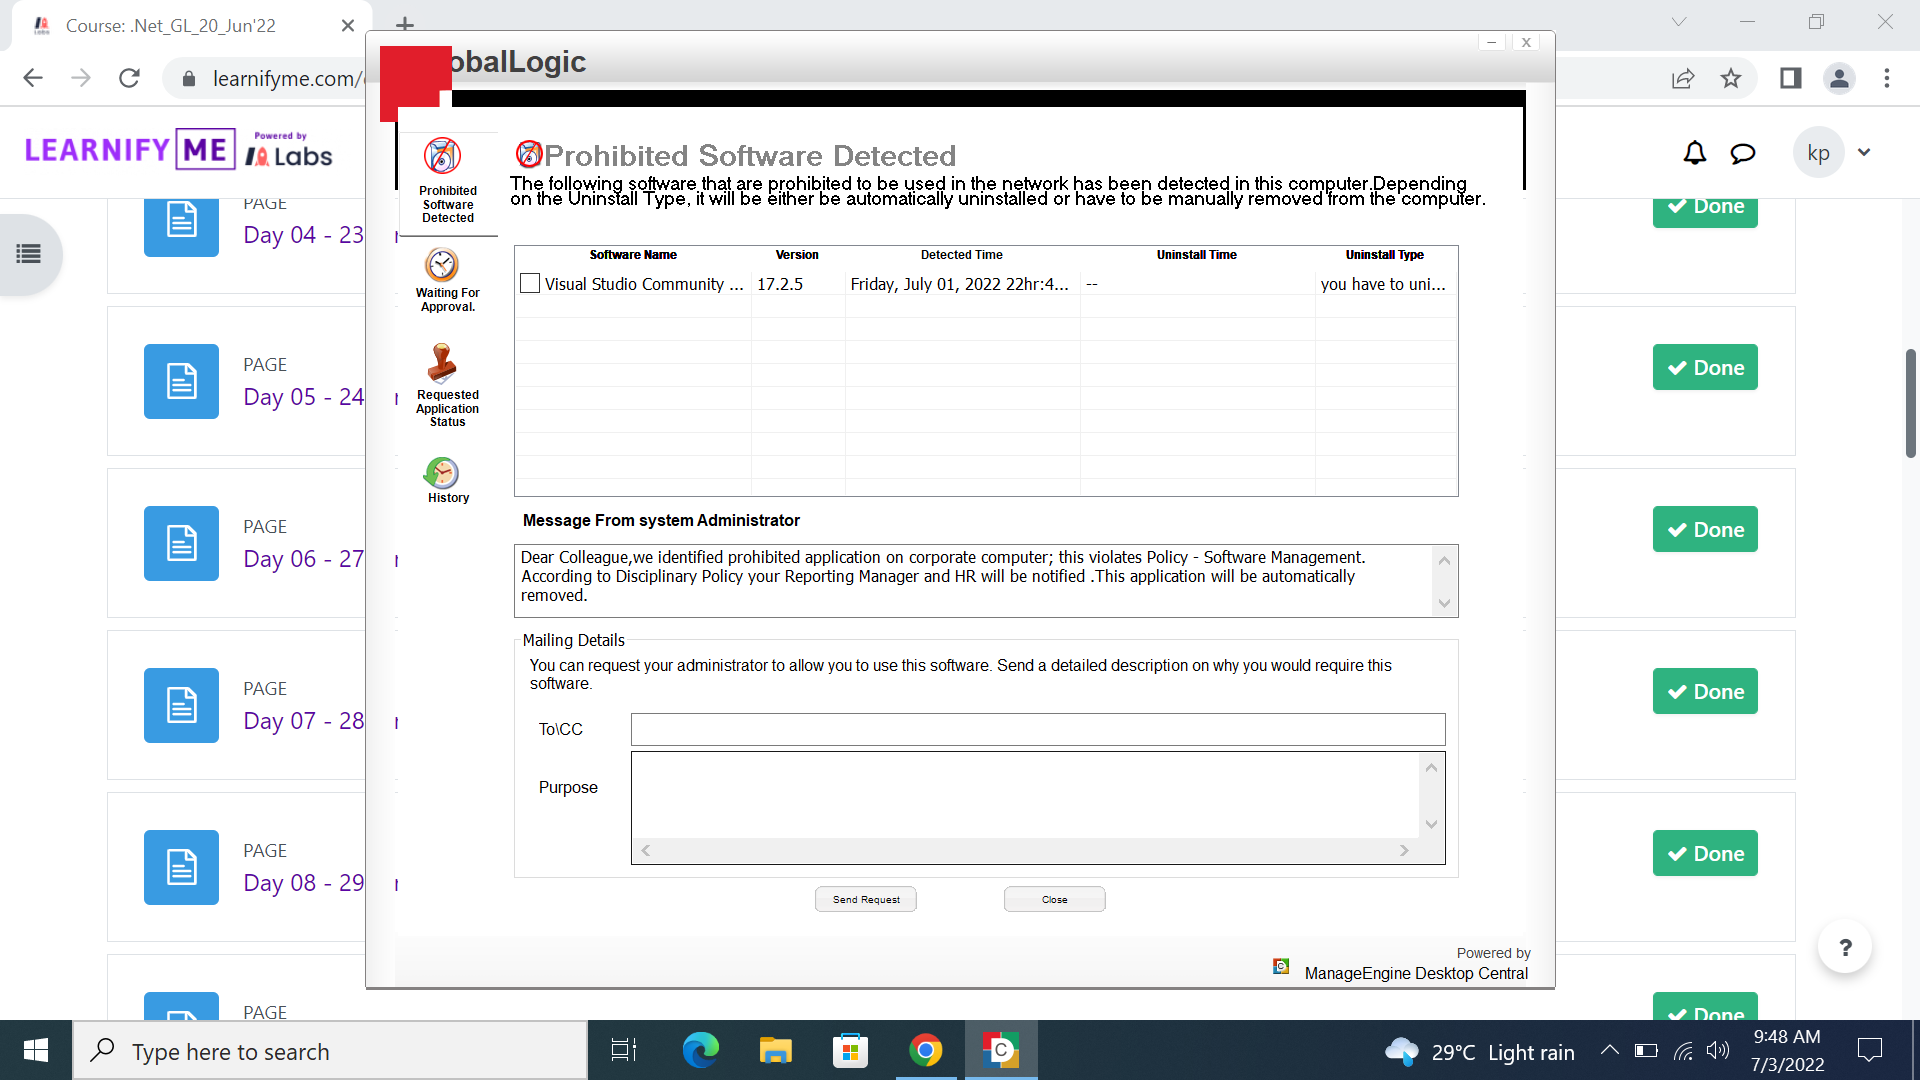 Course: .Net_GL_20_Jun'22
learnifyme.com/
LEARNIFY ME
Powered by
Labs
kp
obalLogic
Prohibited
Software
Detected
Waiting For
Approval.
Requested
Application
Status
History
Prohibited Software Detected
The following software that are prohibited to be used in the network has been detected in this computer.Depending
on the Uninstall Type, it will be either be automatically uninstalled or have to be manually removed from the computer.
Software Name Version Detected Time Uninstall Time Uninstall Type
Visual Studio Community ... 17.2.5 Friday, July 01, 2022 22hr:4... -- you have to uni...
Message From system Administrator
Dear Colleague,we identified prohibited application on corporate computer; this violates Policy - Software Management.
According to Disciplinary Policy your Reporting Manager and HR will be notified .This application will be automatically
removed.
Mailing Details
You can request your administrator to allow you to use this software. Send a detailed description on why you would require this
software.
To\CC
Purpose
Send Request Close
Powered by
ManageEngine Desktop Central
PAGE
Day 04 - 23
Done
PAGE
Day 05 - 24
Done
PAGE
Day 06 - 27
Done
PAGE
Day 07 - 28
Done
PAGE
Day 08 - 29
Done
PAGE
Done
?
Type here to search
29°C Light rain
9:48 AM
7/3/2022